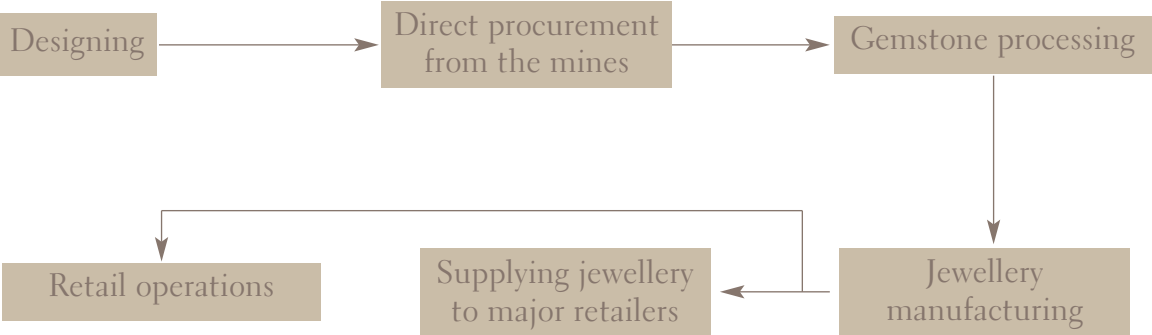 Designing
Direct procurement
from the mines
Gemstone processing
Retail operations
Supplying jewellery
to major retailers
Jewellery
manufacturing